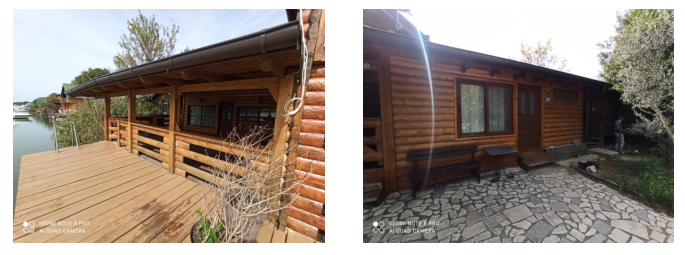 REDMI NOTE 8 PRO
AI QUAD CAMERA
REDMI NOTE 8 PRO
AI QUAD CAMERA